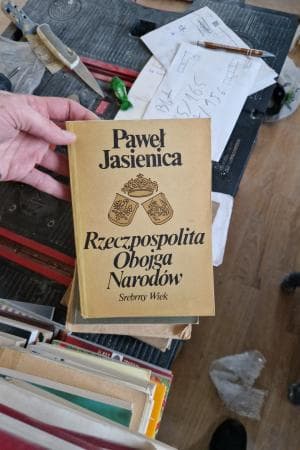 Paweł
Jasienica
Rzeczpospolita
Obojga
Narodów
Srebrny Wiek